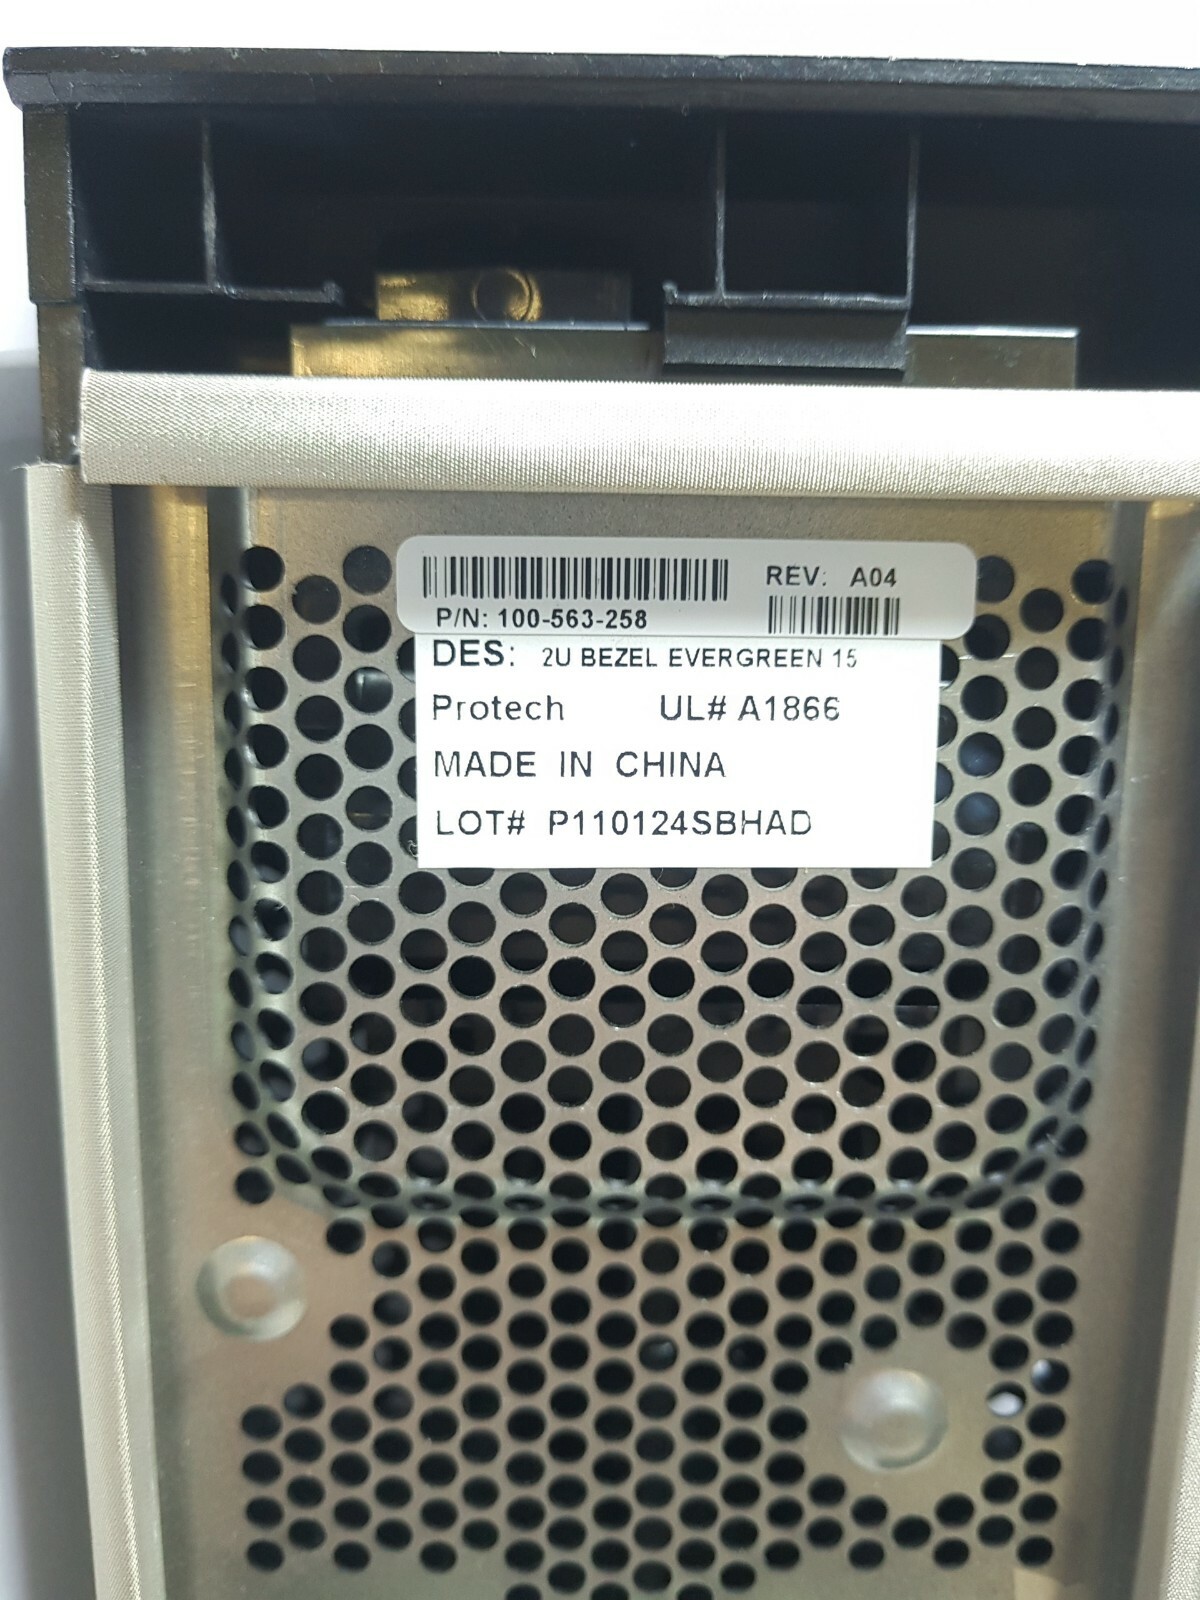 REV: A04
P/N: 100-563-258
DES: 2U BEZEL EVERGREEN 15
Protech UL# A1866
MADE IN CHINA
LOT# P110124SBHAD